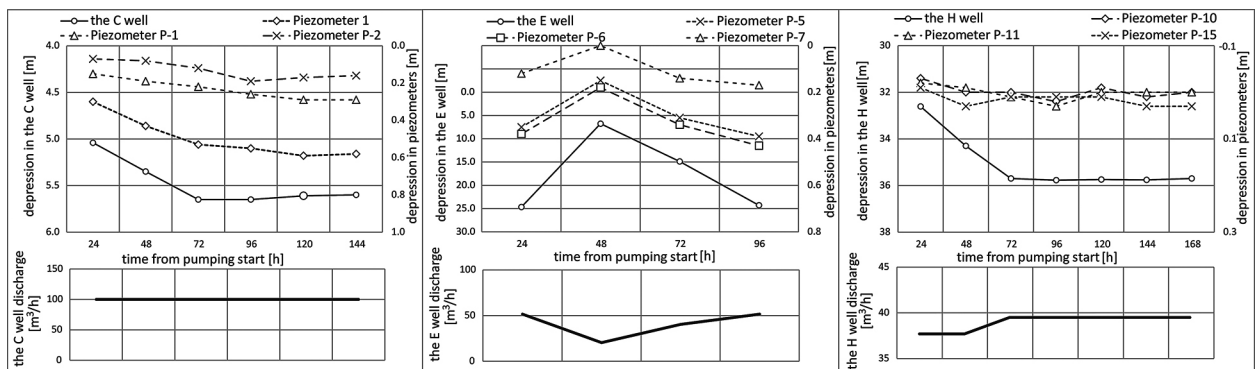 the C well Piezometer 1
Piezometer P-1 Piezometer P-2
4.0 0.0
4.5 0.2
5.0 0.4
5.5 0.6
6.0 0.8
1.0
depression in the C well [m]
depression in piezometers [m]
24 48 72 96 120 144
time from pumping start [h]
150
100
50
0
the C well discharge
[m³/h]
the E well Piezometer P-5
Piezometer P-6 Piezometer P-7
0.0
5.0
10.0
15.0
20.0
25.0
30.0
0
0.2
0.4
0.6
0.8
depression in the E well [m]
depression in piezometers [m]
24 48 72 96
time from pumping start [h]
100
50
0
the E well discharge
[m³/h]
the H well Piezometer P-10
Piezometer P-11 Piezometer P-15
30
32
34
36
38
-0.1
0.1
0.3
depression in the H well [m]
depression in piezometers [m]
24 48 72 96 120 144 168
time from pumping start [h]
45
40
35
the H well discharge
[m³/h]